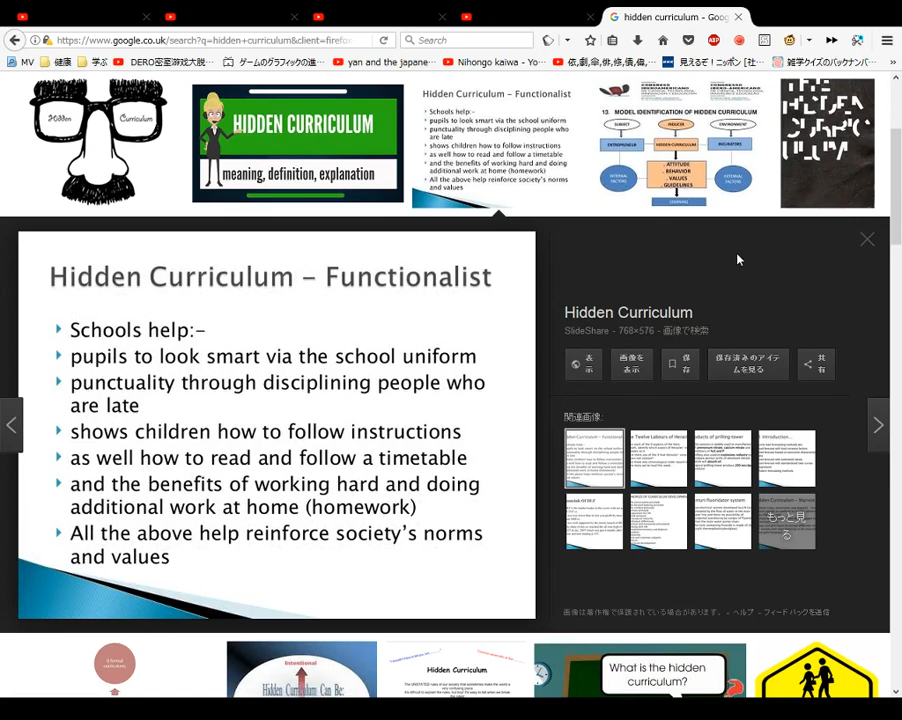 hidden curriculum - Goog
https://www.google.co.uk/search?q=hidden+curriculum&client=firefo
Search
ABP
MV
健康
学ぶ
DERO密室游戏大脱...
ゲームのグラフィックの進...
yan and the japane...
Nihongo kaiwa - Yo...
見えるぞ！ニッポン [社...
雑学クイズのバックナンバ...
Hidden
Curriculum
HIDDEN CURRICULUM
meaning, definition, explanation
Hidden Curriculum – Functionalist
Schools help:-
pupils to look smart via the school uniform
punctuality through disciplining people who
are late
shows children how to follow instructions
as well how to read and follow a timetable
and the benefits of working hard and doing
additional work at home (homework)
All the above help reinforce society's norms
and values
13. MODEL IDENTIFICATION OF HIDDEN CURRICULUM
SUBJECT
INDUCER
ENVIRONMENT
ENTREPRENEUR
HIDDEN CURRICULUM
INCUBATORS
INTERNAL
FACTORS
. ATTITUDE
. BEHAVIOR
. VALUES
. GUIDELINES
EXTERNAL
FACTORS
LEARNING
Hidden Curriculum – Functionalist
Schools help:-
pupils to look smart via the school uniform
punctuality through disciplining people who
are late
shows children how to follow instructions
as well how to read and follow a timetable
and the benefits of working hard and doing
additional work at home (homework)
All the above help reinforce society's norms
and values
Hidden Curriculum
SlideShare - 768×576 - 画像で検索
表示
画像を表示
保存
保存済みのアイテムを見る
共有
関連画像:
もっと見る
画像は著作権で保護されている場合があります。 - ヘルプ - フィードバックを送信
Intentional
Hidden Curriculum Can Be:
Hidden Curriculum
What is the hidden
curriculum?